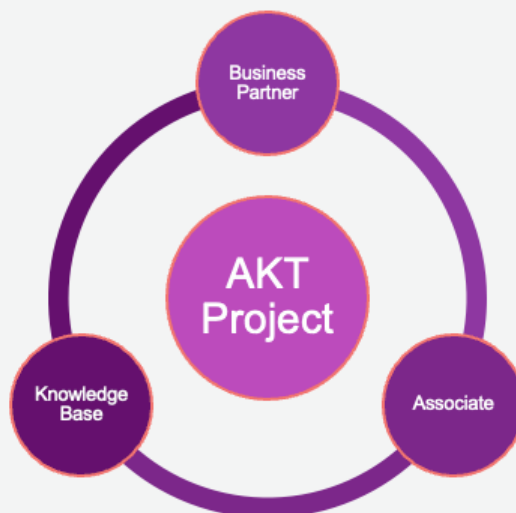 Business
Partner
AKT
Project
Knowledge
Base
Associate